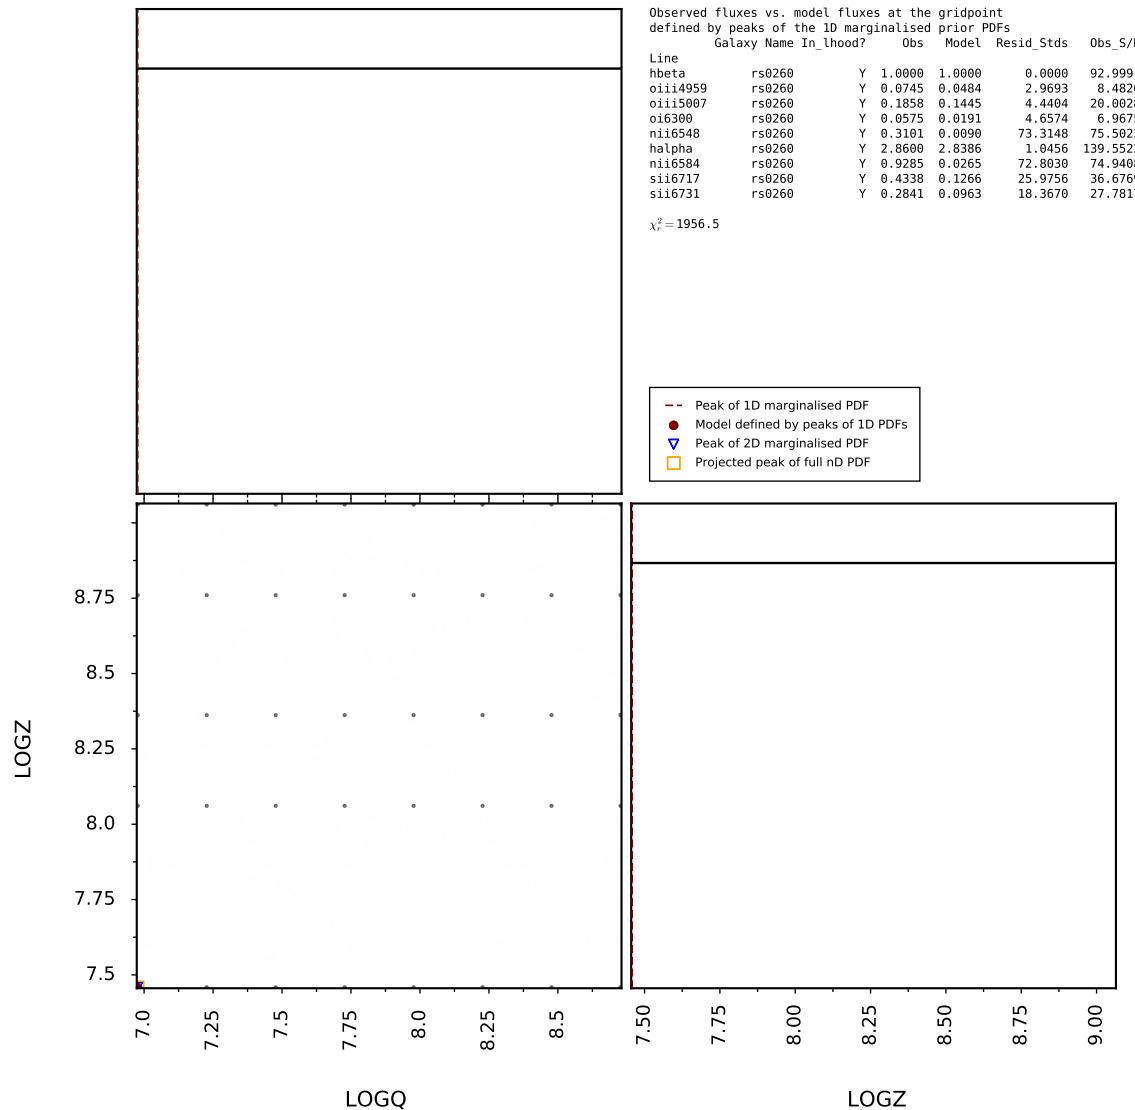 Observed fluxes vs. model fluxes at the gridpoint
defined by peaks of the 1D marginalised prior PDFs
Galaxy Name In_lhood? Obs Model Resid_Stds Obs_S/
Line
hbeta rs0260 Y 1.0000 1.0000 0.0000 92.999
oiii4959 rs0260 Y 0.0745 0.0484 2.9693 8.482
oiii5007 rs0260 Y 0.1858 0.1445 4.4404 20.002
oi6300 rs0260 Y 0.0575 0.0191 4.6574 6.967
nii6548 rs0260 Y 0.3101 0.0090 73.3148 75.502
halpha rs0260 Y 2.8600 2.8386 1.0456 139.552
nii6584 rs0260 Y 0.9285 0.0265 72.8030 74.940
sii6717 rs0260 Y 0.4338 0.1266 25.9756 36.676
sii6731 rs0260 Y 0.2841 0.0963 18.3670 27.781
χ²ᵣ = 1956.5
Peak of 1D marginalised PDF
Model defined by peaks of 1D PDFs
Peak of 2D marginalised PDF
Projected peak of full nD PDF
8.75
8.5
8.25
8.0
7.75
7.5
LOGZ
7.0 7.25 7.5 7.75 8.0 8.25 8.5
LOGQ
7.50 7.75 8.00 8.25 8.50 8.75 9.00
LOGZ